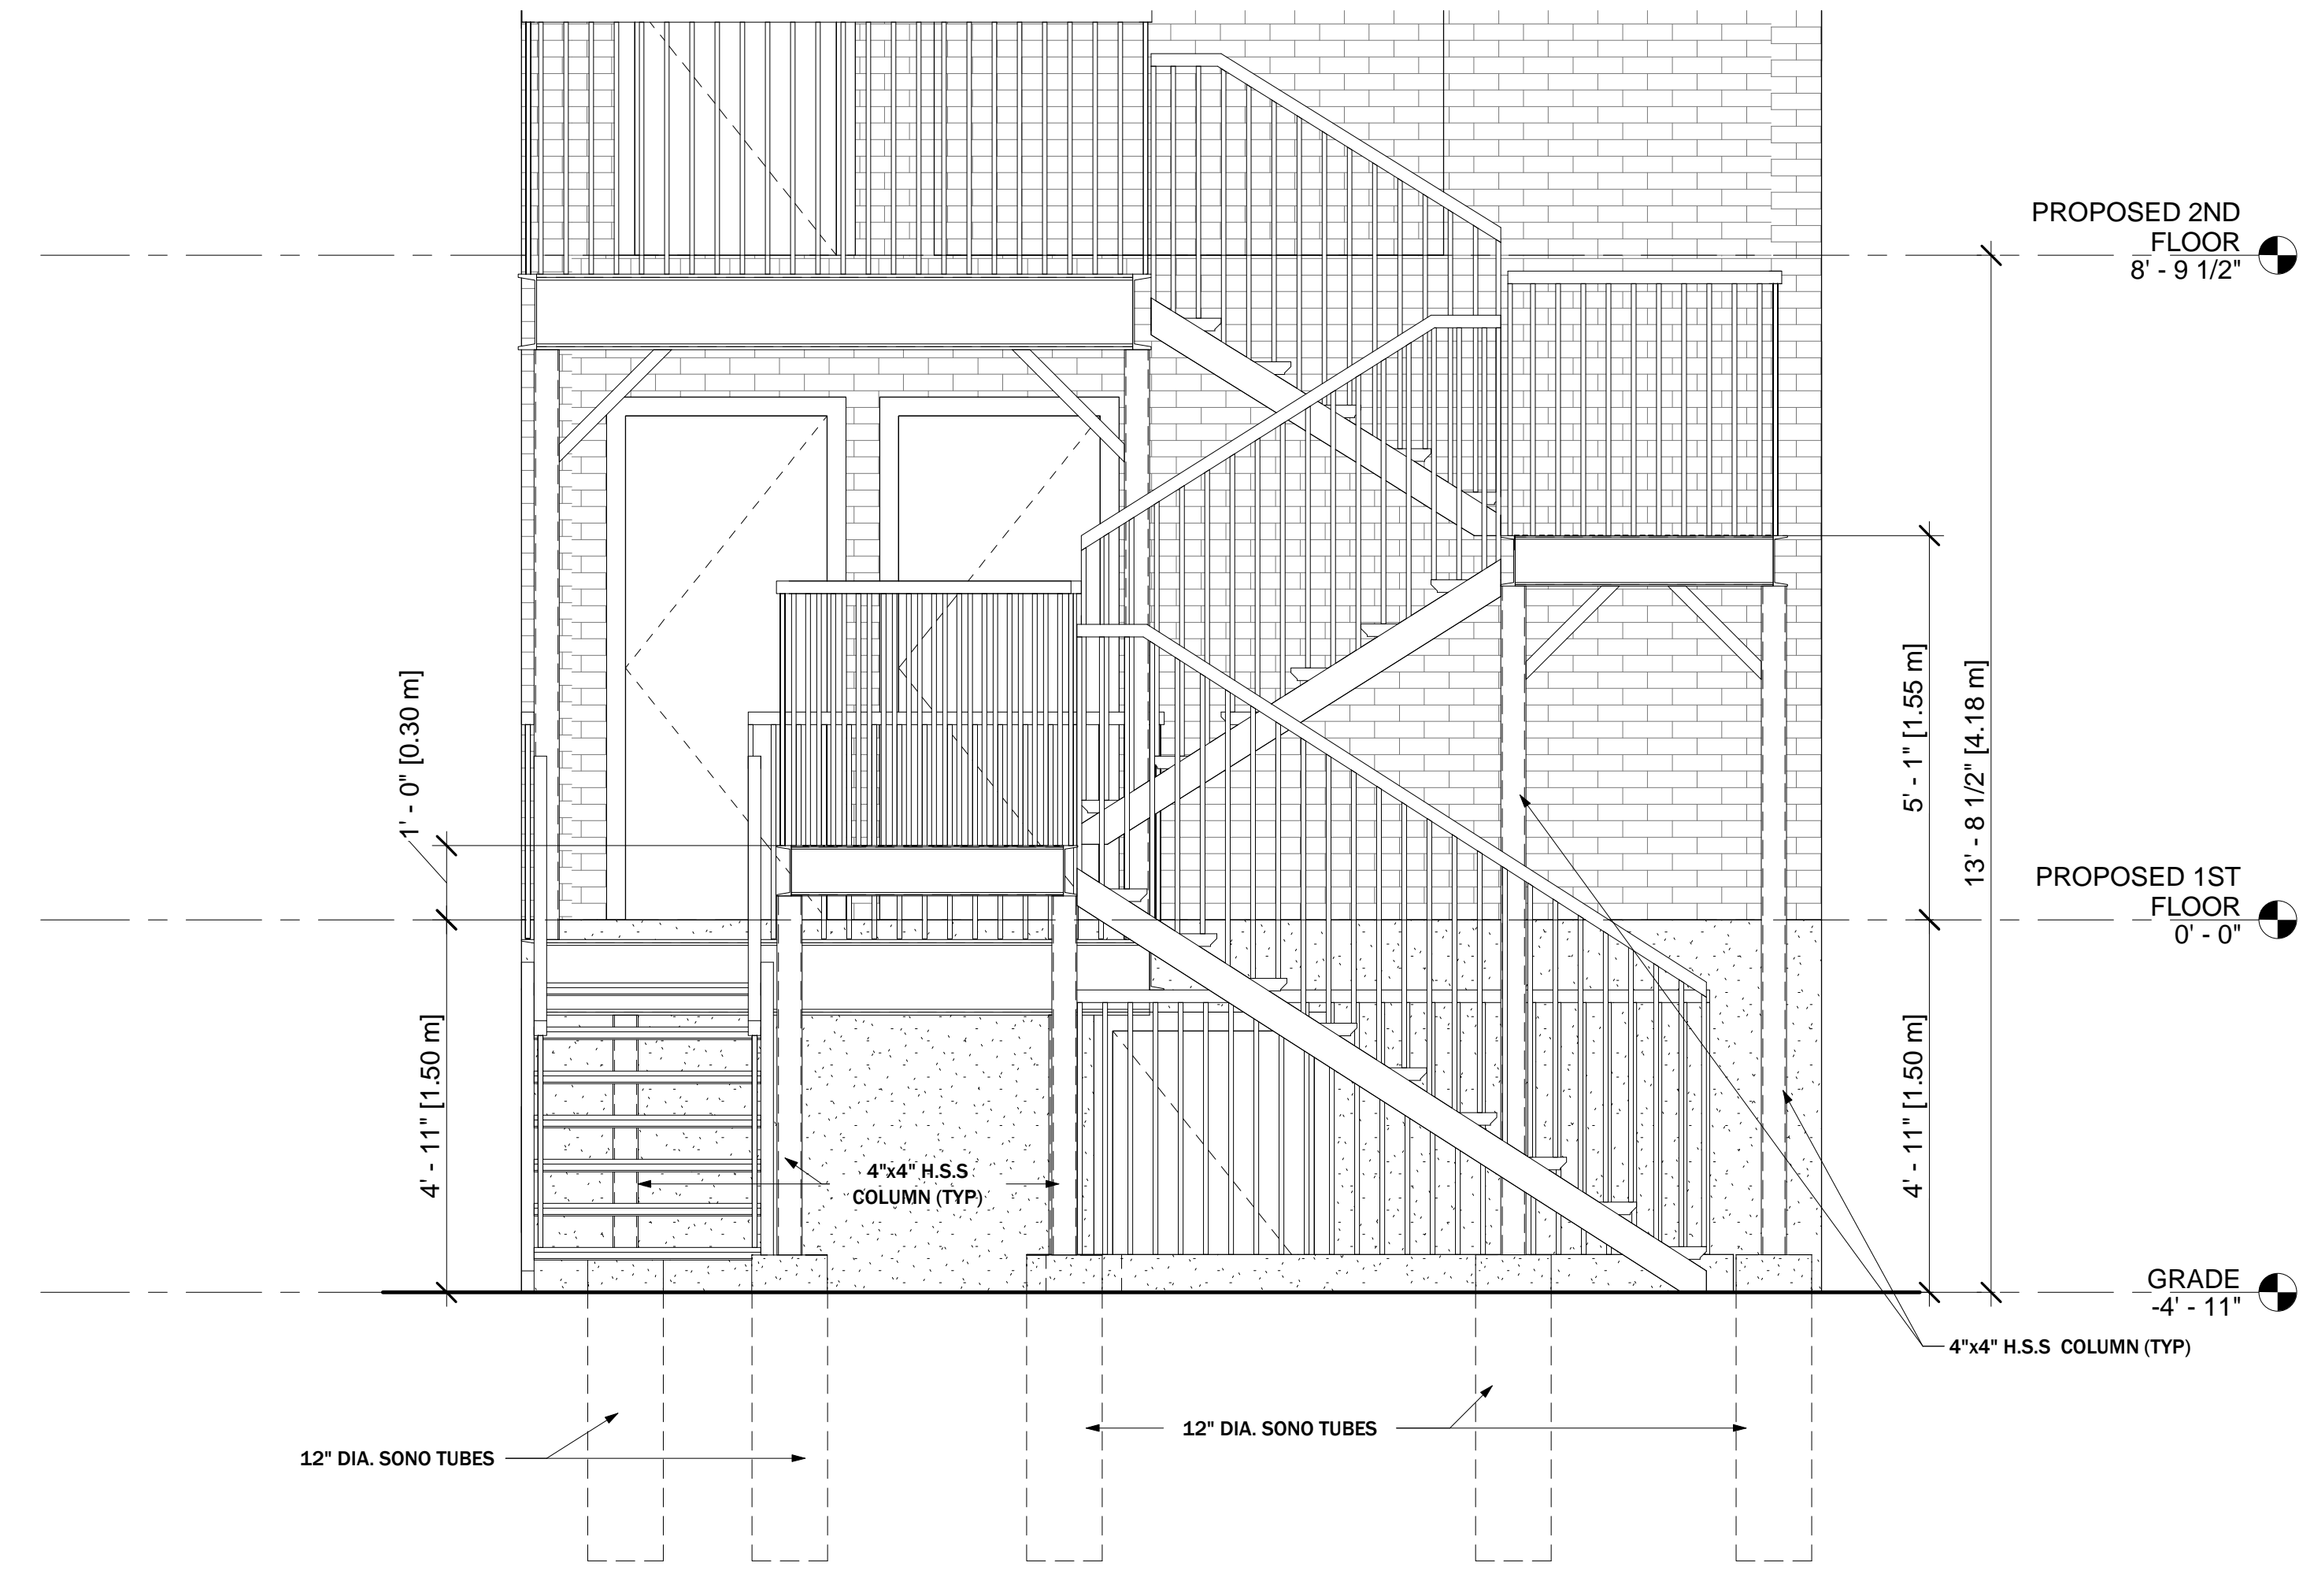 PROPOSED 2ND
FLOOR
8' - 9 1/2"
1' - 0" [0.30 m]
5' - 1" [1.55 m]
13' - 8 1/2" [4.18 m]
PROPOSED 1ST
FLOOR
0' - 0"
4' - 11" [1.50 m]
4"x4" H.S.S
COLUMN (TYP)
4' - 11" [1.50 m]
GRADE
-4' - 11"
4"x4" H.S.S COLUMN (TYP)
12" DIA. SONO TUBES
12" DIA. SONO TUBES